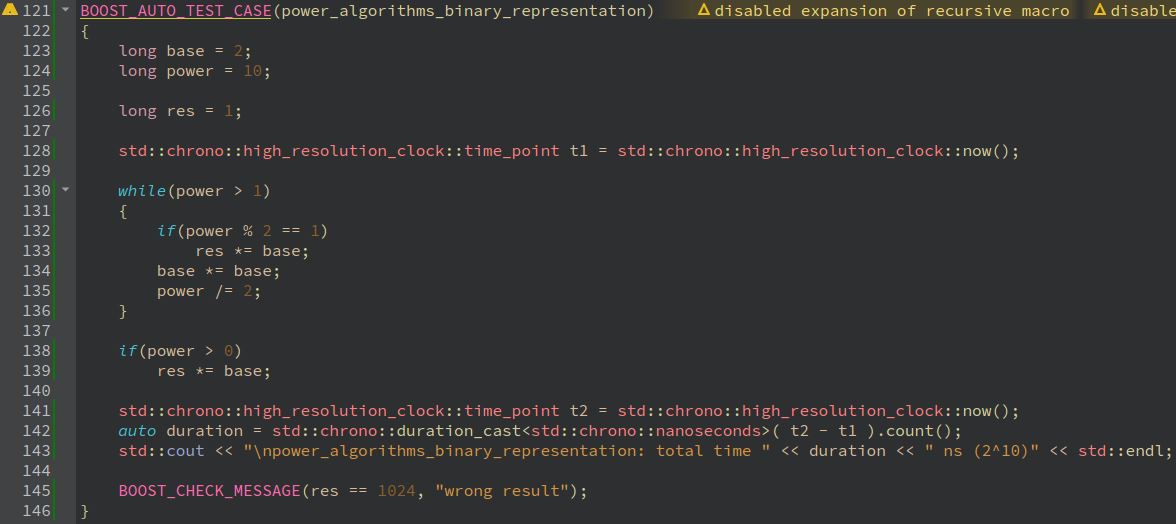 121 BOOST_AUTO_TEST_CASE(power_algorithms_binary_representation) disabled expansion of recursive macro disable
122 {
123     long base = 2;
124     long power = 10;
125
126     long res = 1;
127
128     std::chrono::high_resolution_clock::time_point t1 = std::chrono::high_resolution_clock::now();
129
130     while(power > 1)
131     {
132         if(power % 2 == 1)
133             res *= base;
134         base *= base;
135         power /= 2;
136     }
137
138     if(power > 0)
139         res *= base;
140
141     std::chrono::high_resolution_clock::time_point t2 = std::chrono::high_resolution_clock::now();
142     auto duration = std::chrono::duration_cast<std::chrono::nanoseconds>( t2 - t1 ).count();
143     std::cout << "\npower_algorithms_binary_representation: total time " << duration << " ns (2^10)" << std::endl;
144
145     BOOST_CHECK_MESSAGE(res == 1024, "wrong result");
146 }